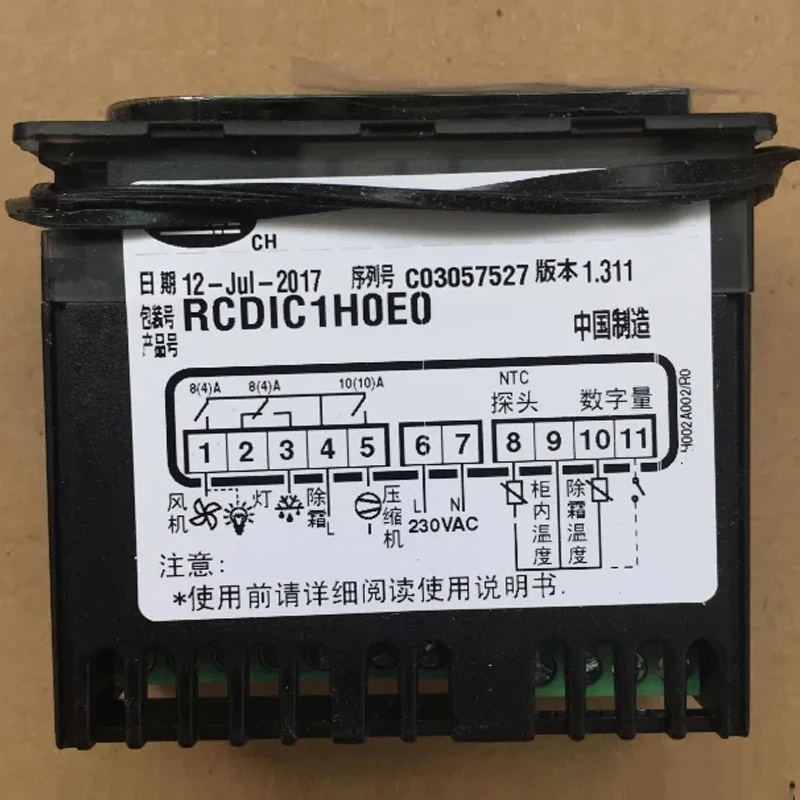 CH
日期 12-Jul-2017 序列号 C03057527 版本 1.311
包装号
产品号 RCDIC1H0E0
中国制造
8(4)A 8(4)A 10(10)A NTC
探头 数字量
1 2 3 4 5 6 7 8 9 10 11
风机 灯 除霜 L 压缩机 L N 柜内温度 除霜温度
230VAC
注意:
*使用前请详细阅读使用说明书.
H002A002/R0